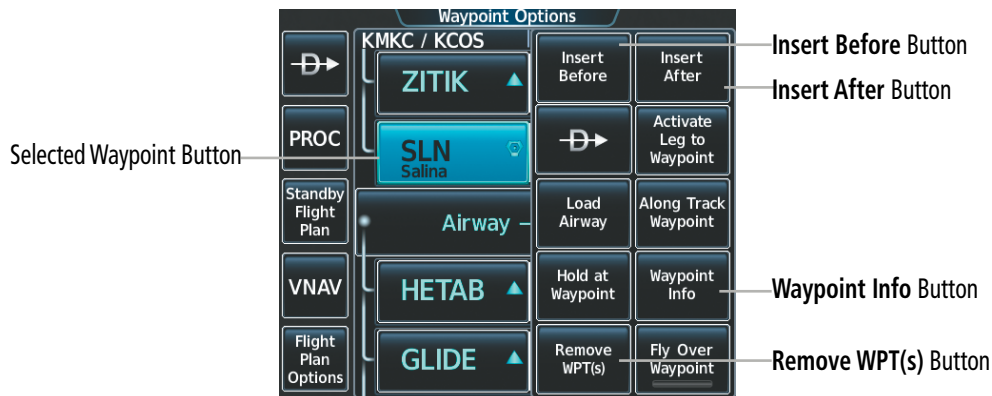 Waypoint Options
KMKC / KCOS
D
PROC
Standby
Flight
Plan
VNAV
Flight
Plan
Options
ZITIK
SLN
Salina
Airway
HETAB
GLIDE
Insert
Before
Insert
After
D
Activate
Leg to
Waypoint
Load
Airway
Along Track
Waypoint
Hold at
Waypoint
Waypoint
Info
Remove
WPT(s)
Fly Over
Waypoint
Selected Waypoint Button
Insert Before Button
Insert After Button
Waypoint Info Button
Remove WPT(s) Button